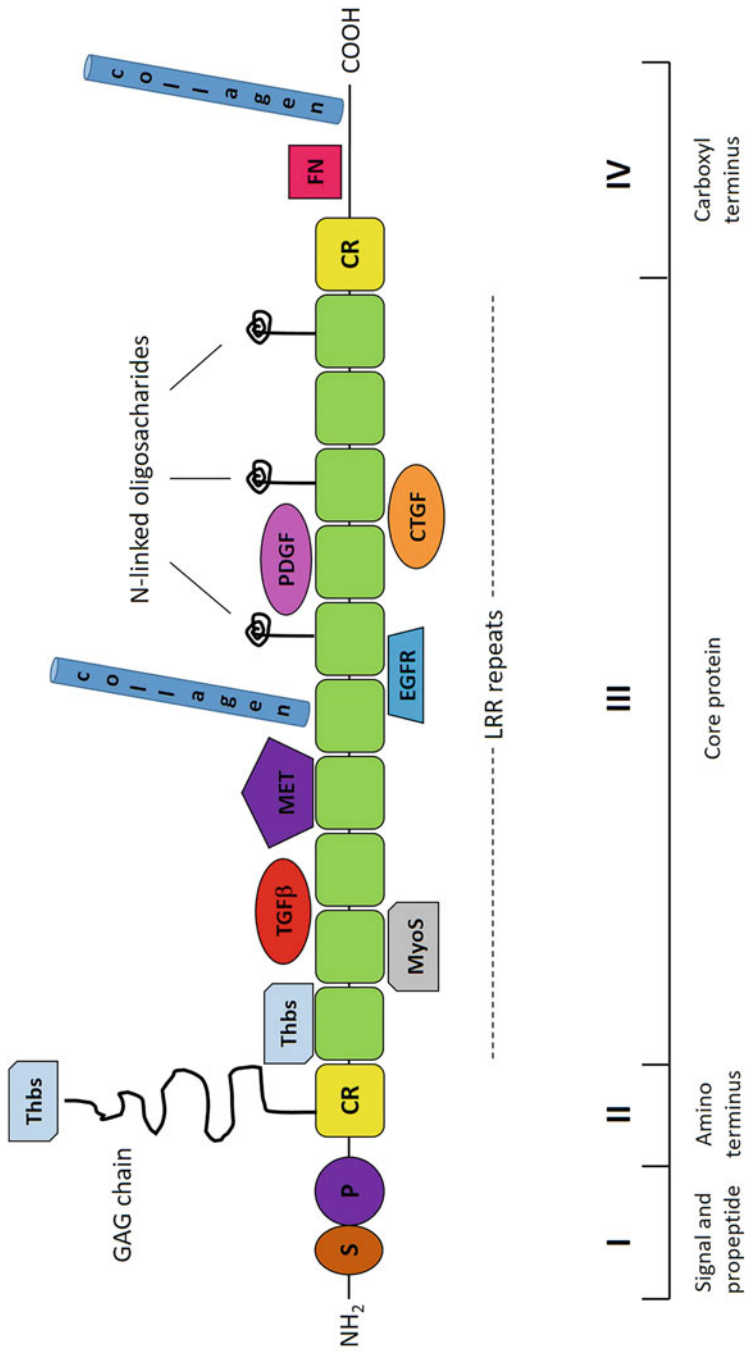 Thbs
GAG chain
N-linked oligosacharides
collagen
collagen
Thbs
TGFβ
MET
PDGF
FN
NH2
S
P
CR
CR
COOH
MyoS
EGFR
CTGF
LRR repeats
I
II
III
IV
Signal and
propeptide
Amino
terminus
Core protein
Carboxyl
terminus